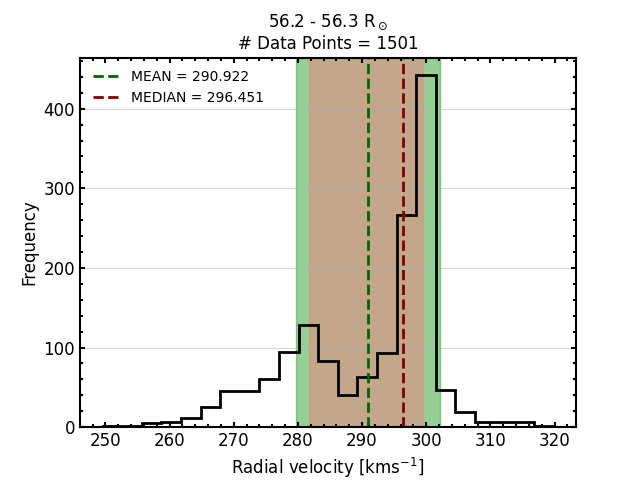 56.2 - 56.3 R⊙
# Data Points = 1501
MEAN = 290.922
MEDIAN = 296.451
Frequency
400
300
200
100
0
250 260 270 280 290 300 310 320
Radial velocity [kms⁻¹]